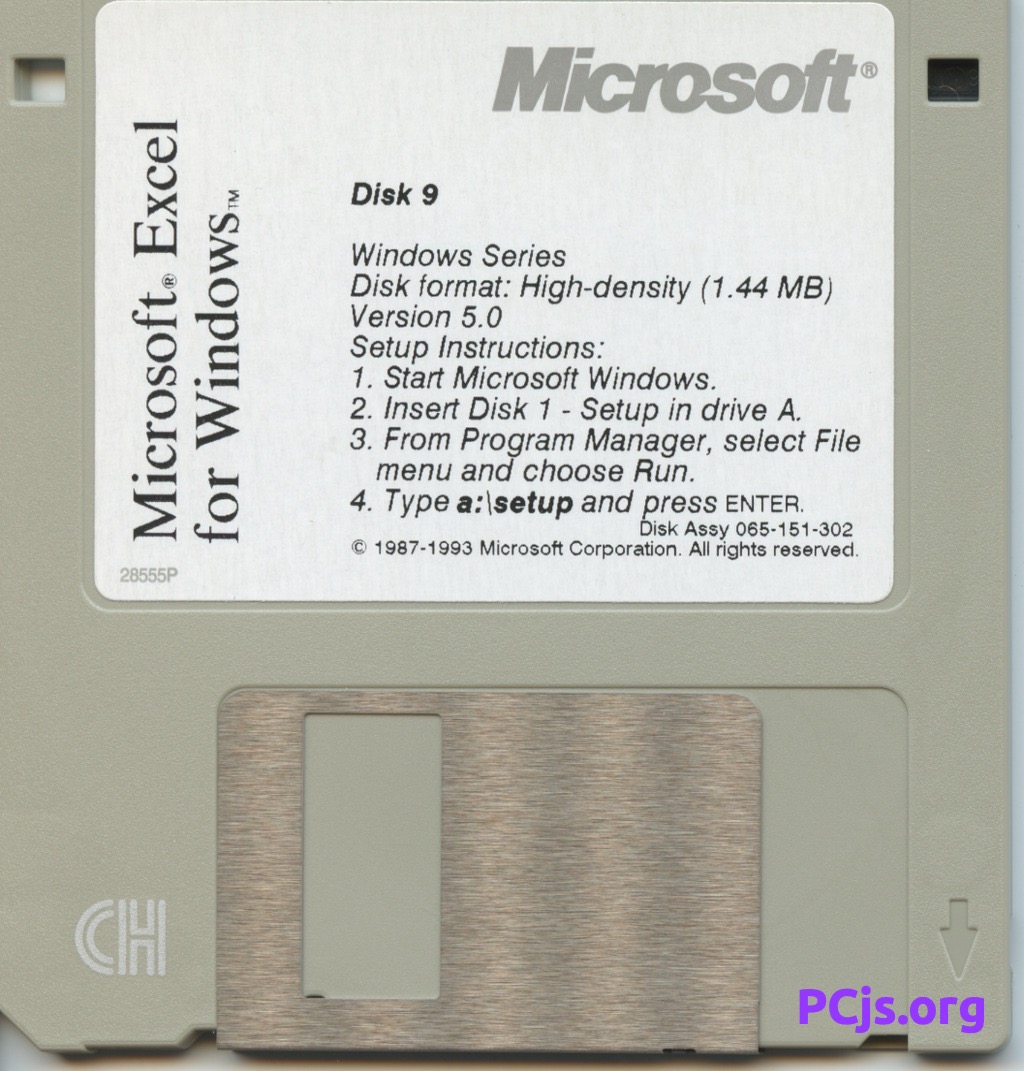 Microsoft®
Microsoft® Excel
for Windows™
Disk 9
Windows Series
Disk format: High-density (1.44 MB)
Version 5.0
Setup Instructions:
1. Start Microsoft Windows.
2. Insert Disk 1 - Setup in drive A.
3. From Program Manager, select File
menu and choose Run.
4. Type a:\setup and press ENTER.
Disk Assy 065-151-302
© 1987-1993 Microsoft Corporation. All rights reserved.
28555P
CH
PCjs.org